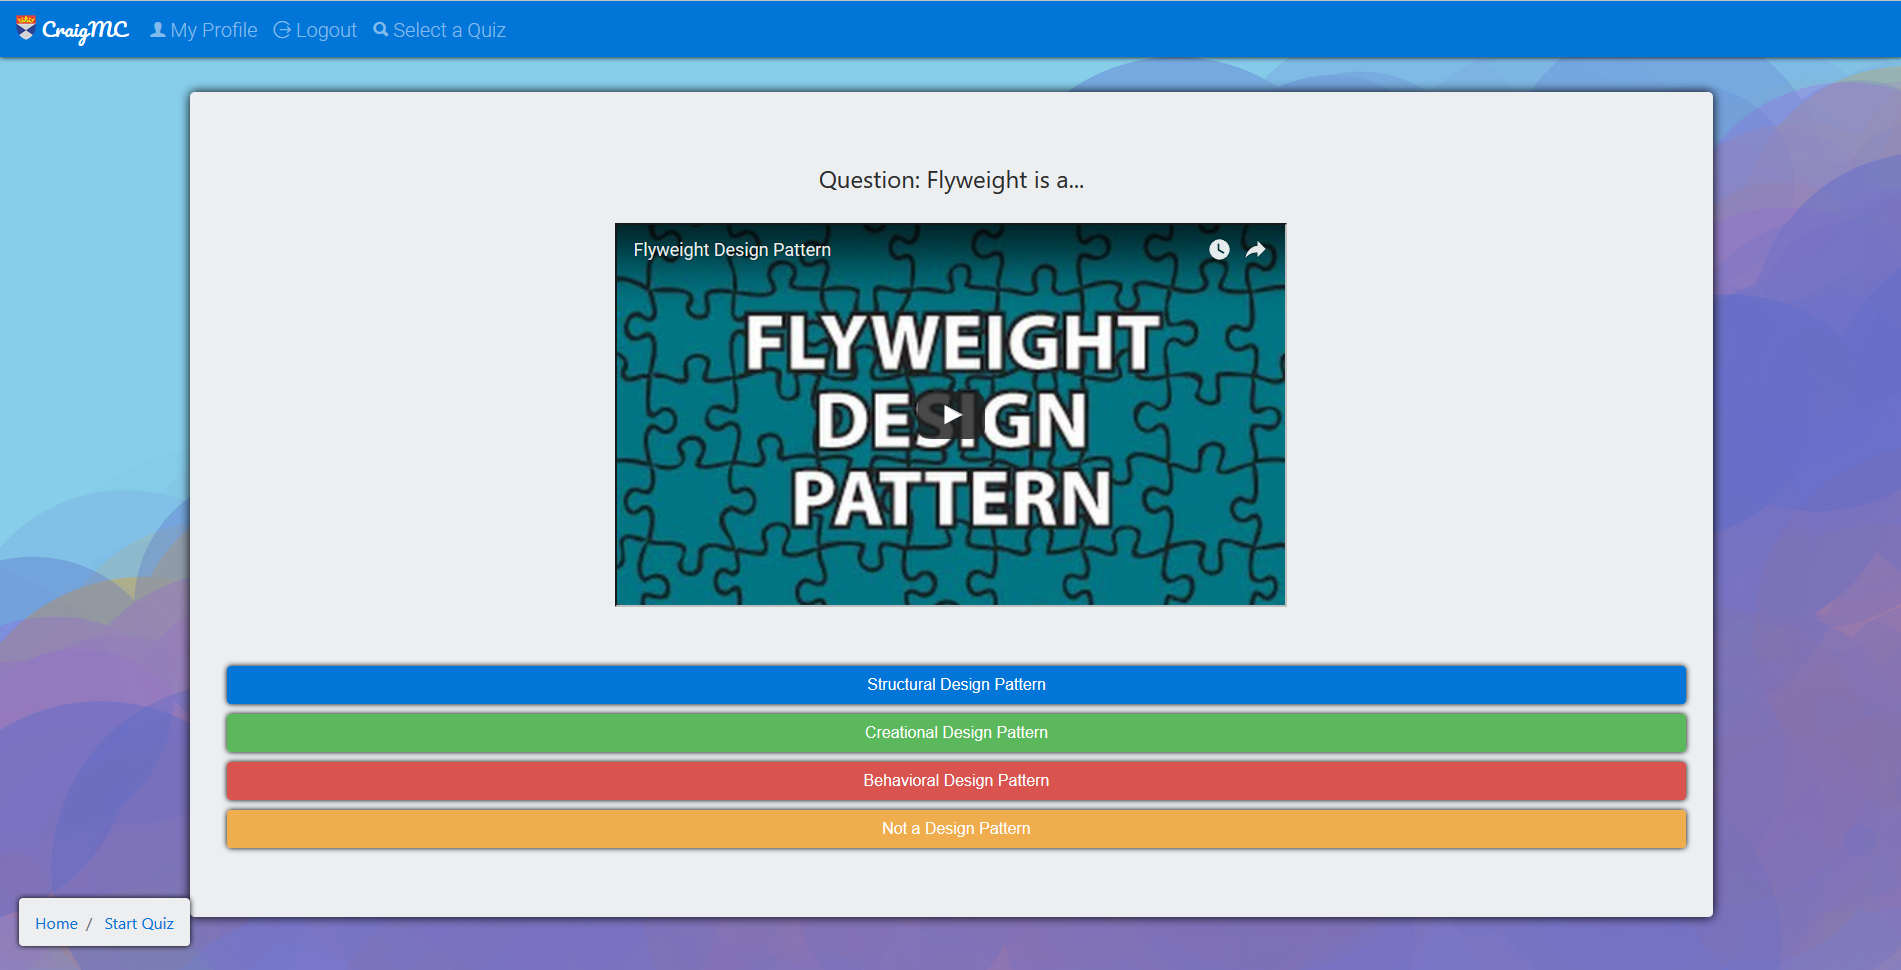 CraigMC My Profile Logout Select a Quiz
Question: Flyweight is a...
Flyweight Design Pattern
FLYWEIGHT
DESIGN
PATTERN
Structural Design Pattern
Creational Design Pattern
Behavioral Design Pattern
Not a Design Pattern
Home / Start Quiz